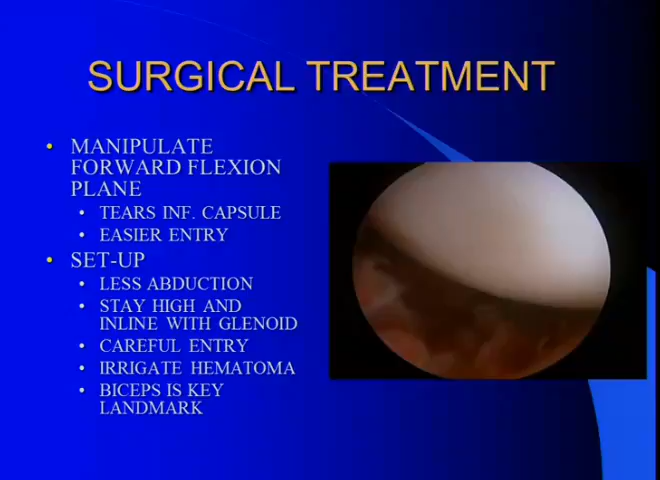 SURGICAL TREATMENT
• MANIPULATE
FORWARD FLEXION
PLANE
• TEARS INF. CAPSULE
• EASIER ENTRY
• SET-UP
• LESS ABDUCTION
• STAY HIGH AND
INLINE WITH GLENOID
• CAREFUL ENTRY
• IRRIGATE HEMATOMA
• BICEPS IS KEY
LANDMARK